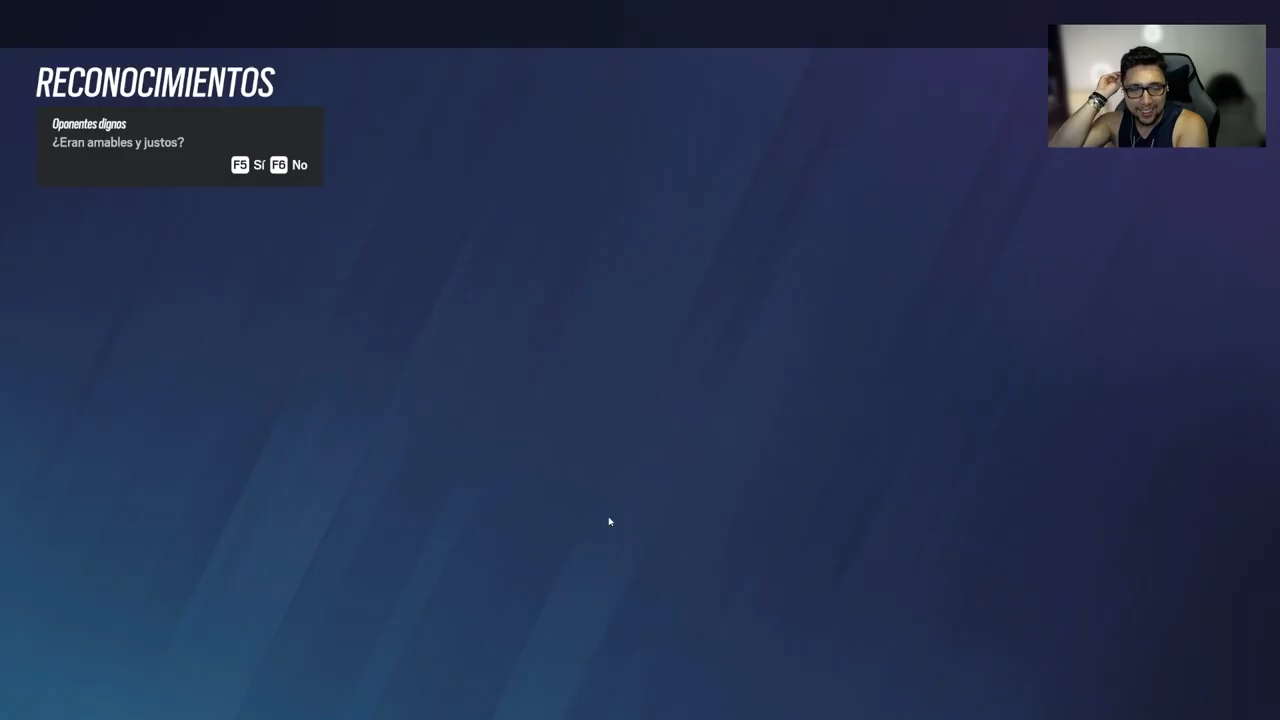 RECONOCIMIENTOS
Oponentes dignos
¿Eran amables y justos?
F5 Sí F6 No